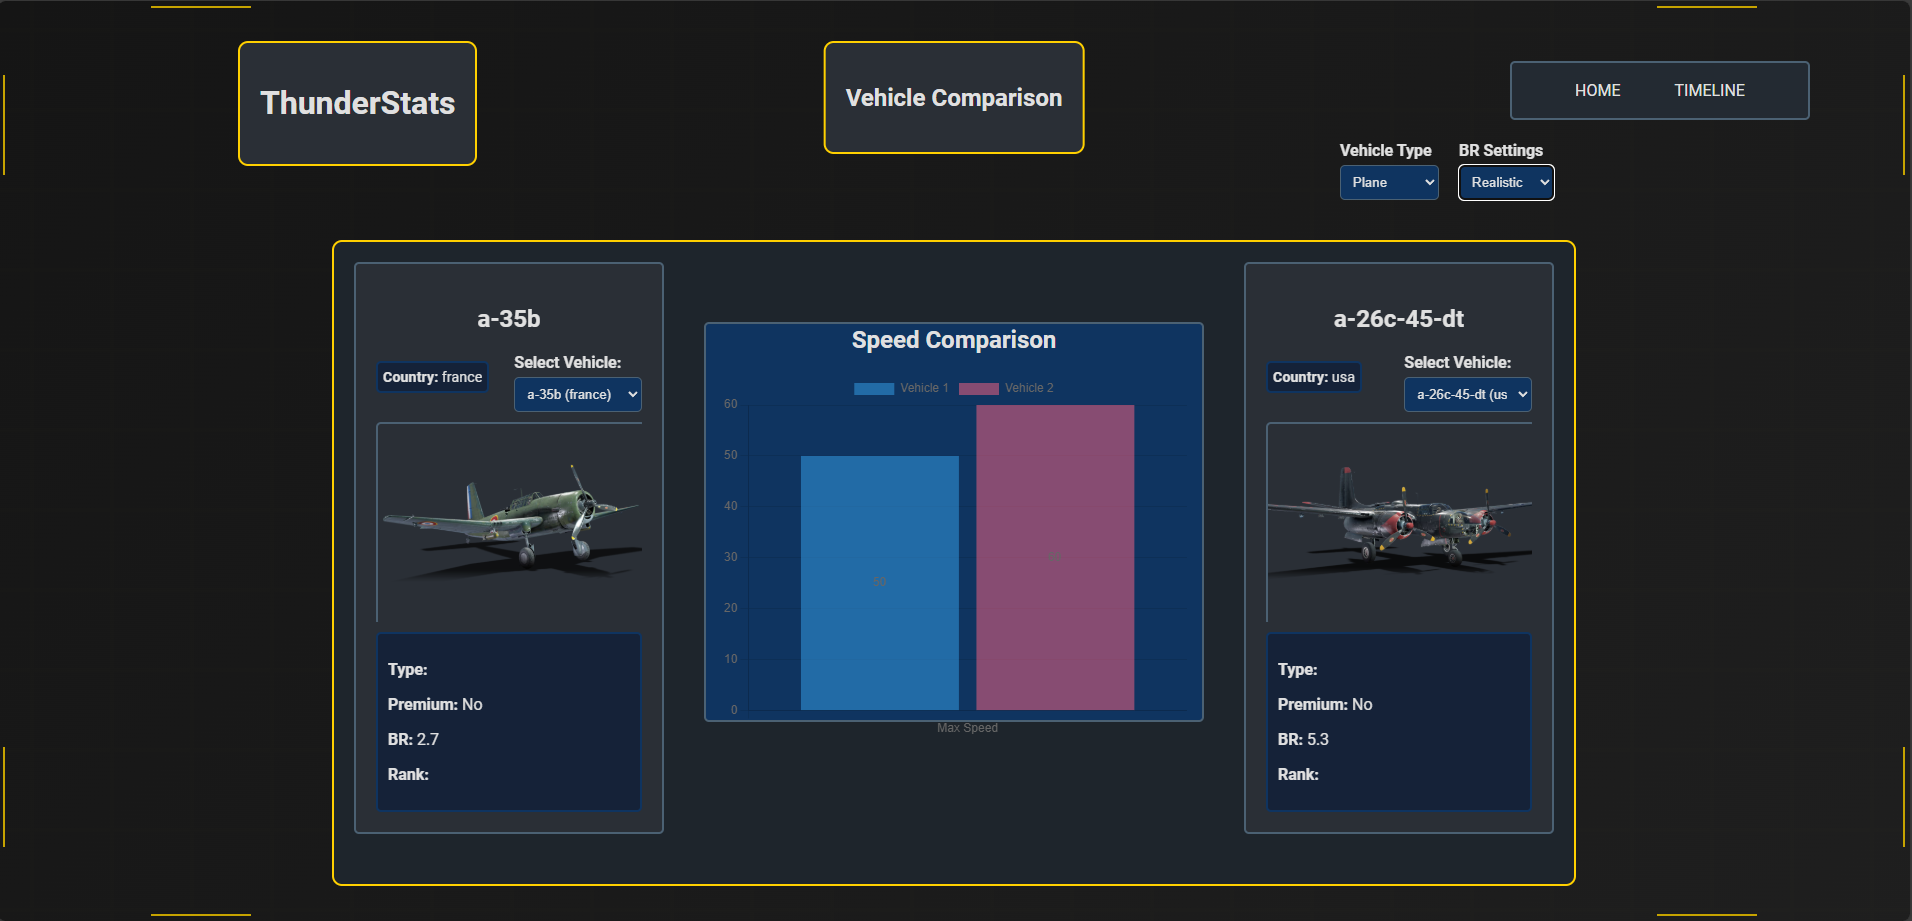 ThunderStats
Vehicle Comparison
HOME TIMELINE
Vehicle Type BR Settings
Plane Realistic
a-35b
Country: france
Select Vehicle:
a-35b (france)
Type:
Premium: No
BR: 2.7
Rank:
Speed Comparison
Vehicle 1 Vehicle 2
60
50
40
30
20
10
0
50
Max Speed
a-26c-45-dt
Country: usa
Select Vehicle:
a-26c-45-dt (us
Type:
Premium: No
BR: 5.3
Rank: